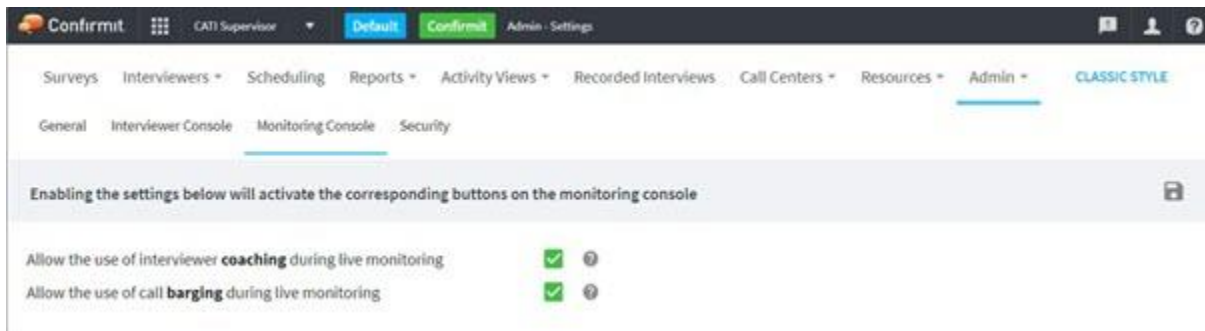 Confirmit CATI Supervisor Default Confirmit Admin - Settings
Surveys Interviewers Scheduling Reports Activity Views Recorded Interviews Call Centers Resources Admin CLASSIC STYLE
General Interviewer Console Monitoring Console Security
Enabling the settings below will activate the corresponding buttons on the monitoring console
Allow the use of interviewer coaching during live monitoring
Allow the use of call barging during live monitoring